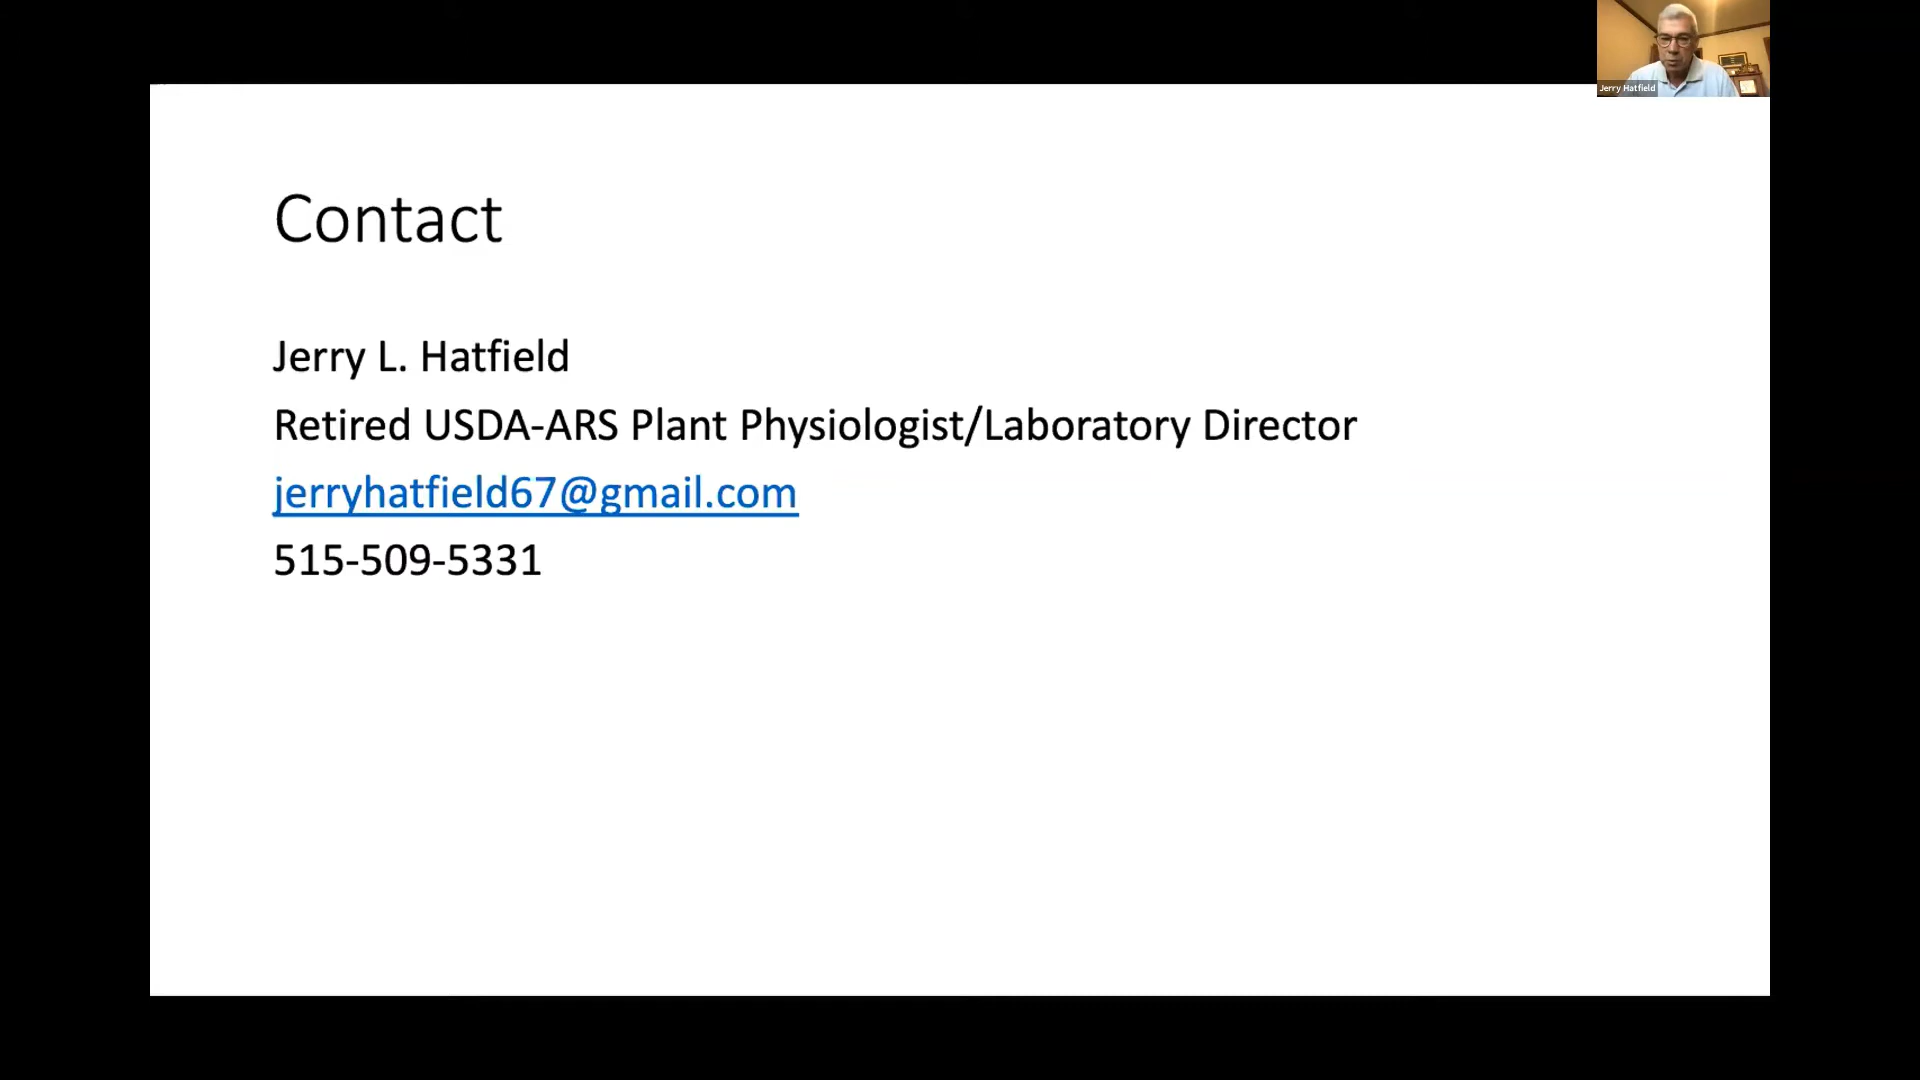 Jerry Hatfield
Contact
Jerry L. Hatfield
Retired USDA-ARS Plant Physiologist/Laboratory Director
jerryhatfield67@gmail.com
515-509-5331